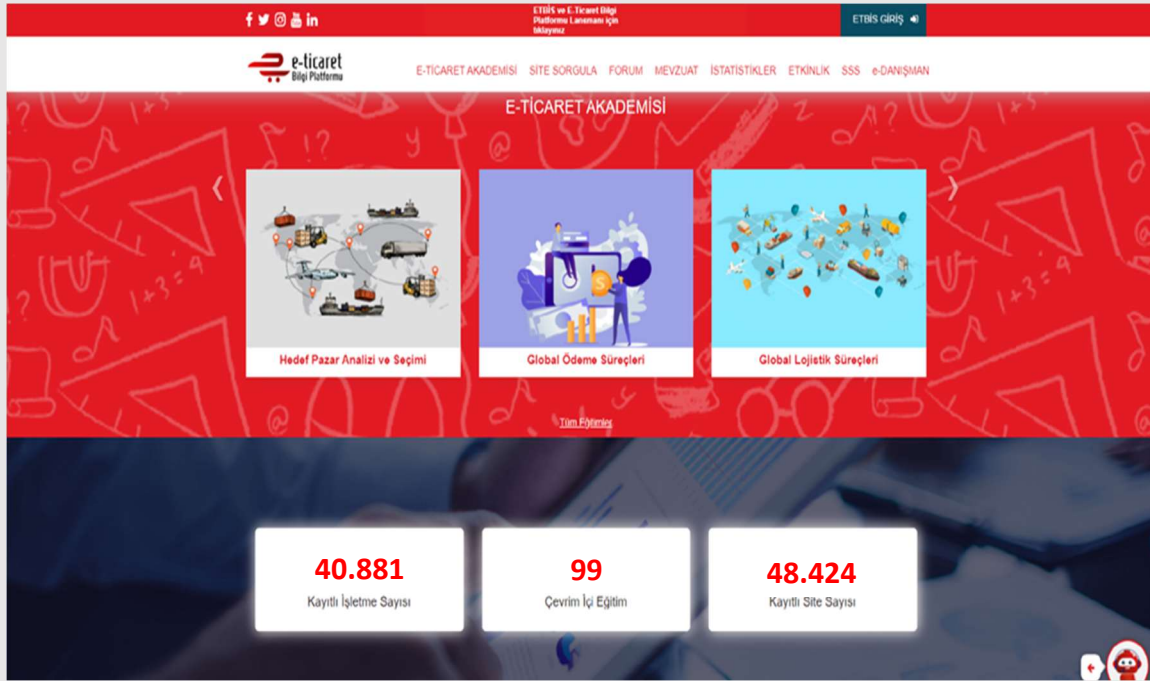 ETBİS ve E.Ticaret Bilgi
Platformu Lansmanı için
tıklayınız
ETBİS GİRİŞ
e-ticaret
Bilgi Platformu
E-TİCARET AKADEMİSİ SİTE SORGULA FORUM MEVZUAT İSTATİSTİKLER ETKİNLİK SSS e-DANIŞMAN
E-TİCARET AKADEMİSİ
Hedef Pazar Analizi ve Seçimi
Global Ödeme Süreçleri
Global Lojistik Süreçleri
Tüm Eğitimler
40.881
Kayıtlı İşletme Sayısı
99
Çevrim İçi Eğitim
48.424
Kayıtlı Site Sayısı